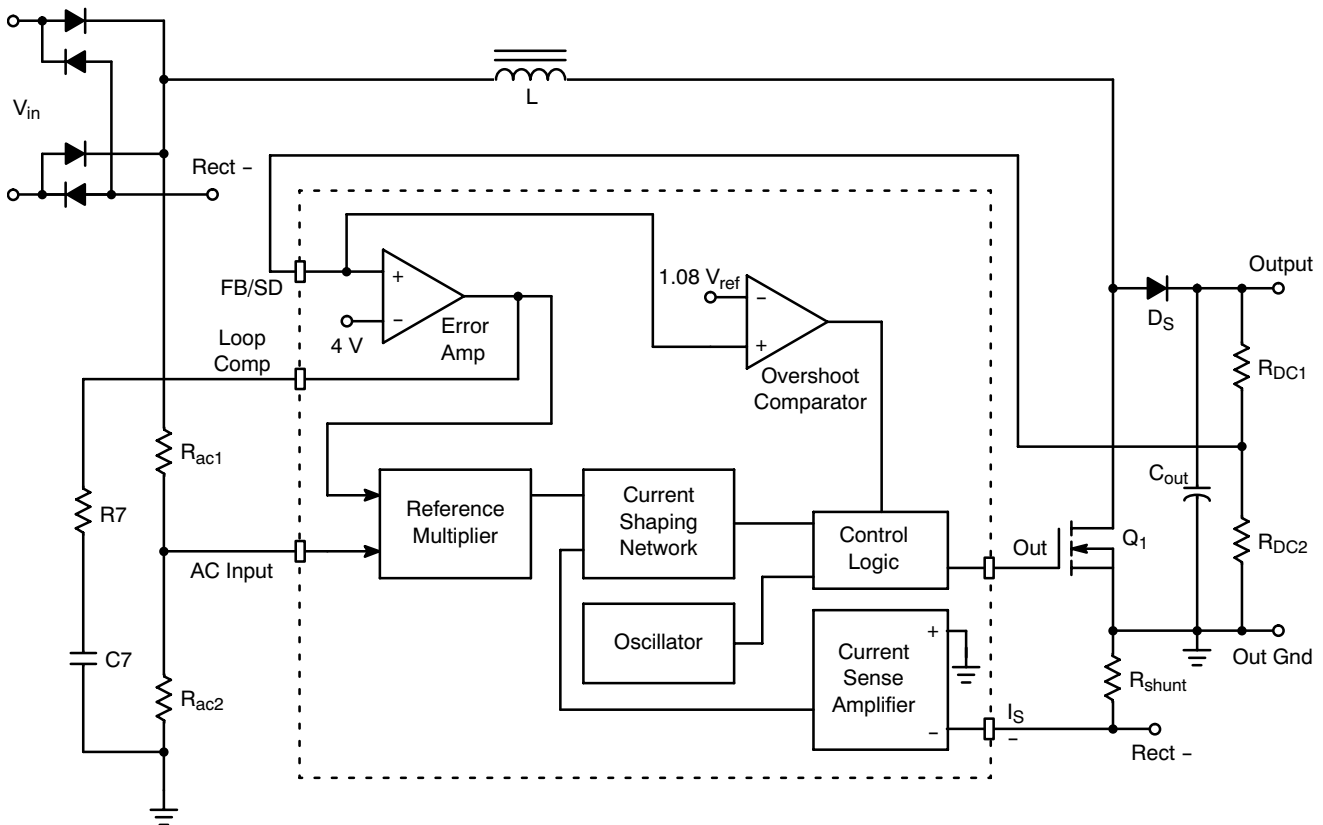 V_in
Rect –
L
FB/SD
+
–
4 V
Error
Amp
1.08 V_ref
–
+
Overshoot
Comparator
Output
D_S
R_DC1
Loop
Comp
R_ac1
R7
Reference
Multiplier
Current
Shaping
Network
Control
Logic
Out
Q_1
C_out
R_DC2
AC Input
Oscillator
Current
Sense
Amplifier
+
–
Out Gnd
C7
R_ac2
R_shunt
I_S
–
Rect –